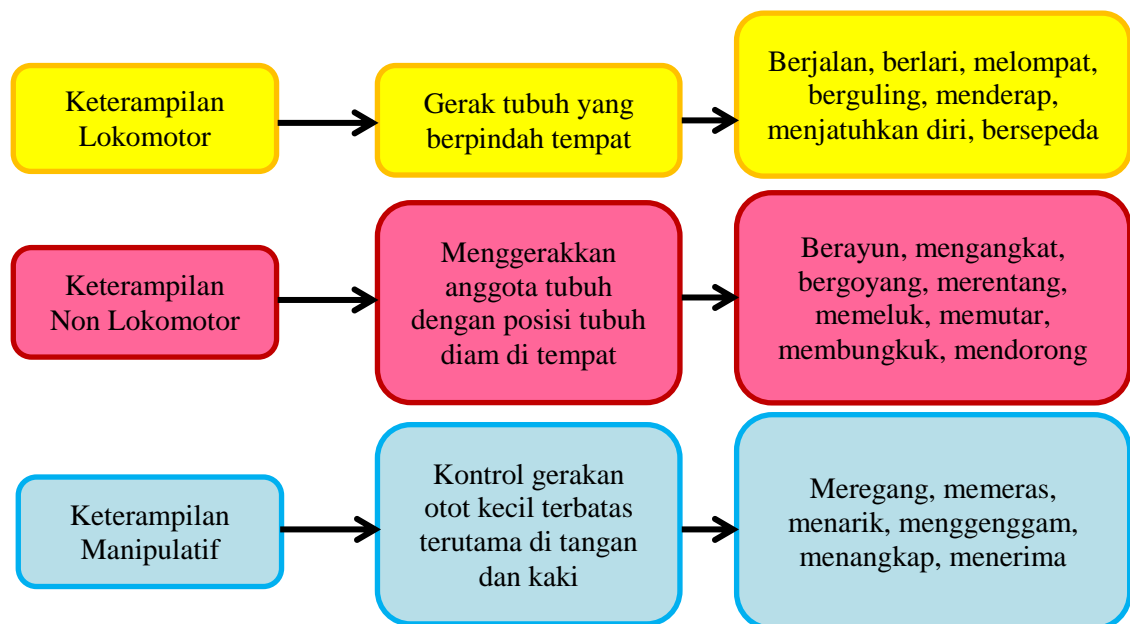 Keterampilan
Lokomotor
Gerak tubuh yang
berpindah tempat
Berjalan, berlari, melompat,
berguling, menderap,
menjatuhkan diri, bersepeda
Keterampilan
Non Lokomotor
Menggerakkan
anggota tubuh
dengan posisi tubuh
diam di tempat
Berayun, mengangkat,
bergoyang, merentang,
memeluk, memutar,
membungkuk, mendorong
Keterampilan
Manipulatif
Kontrol gerakan
otot kecil terbatas
terutama di tangan
dan kaki
Meregang, memeras,
menarik, menggenggam,
menangkap, menerima